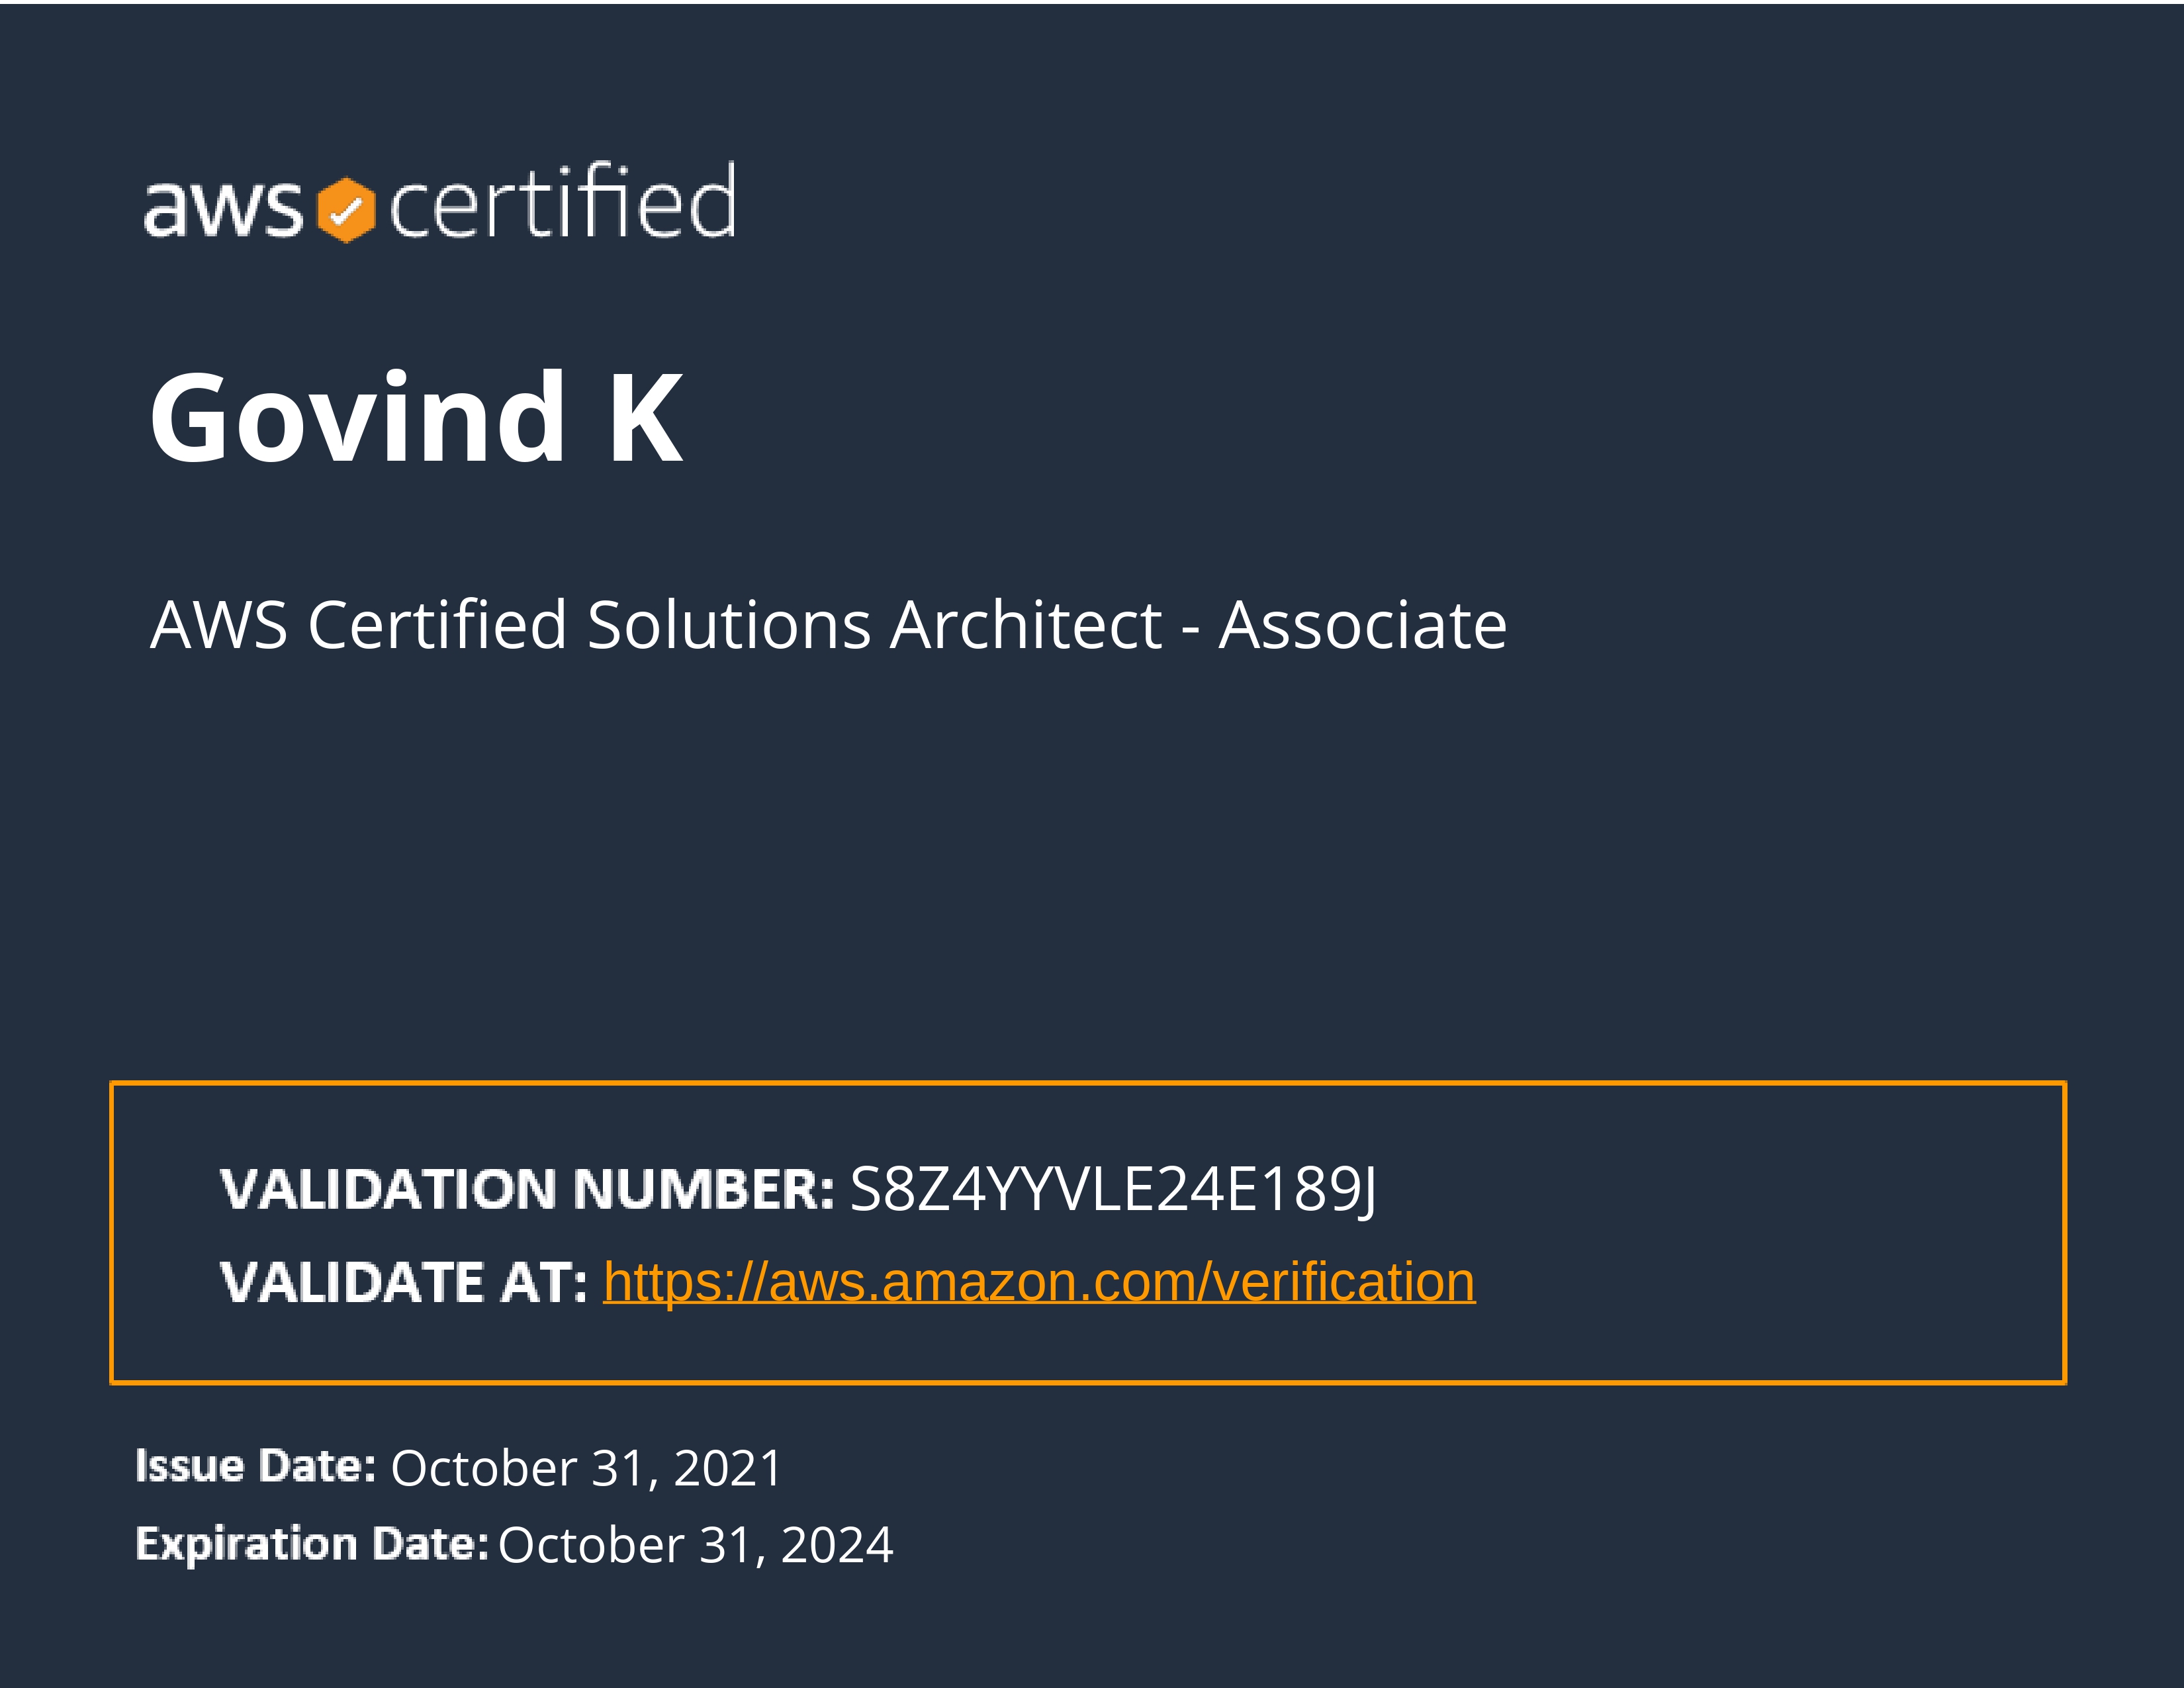 aws certified
Govind K
AWS Certified Solutions Architect - Associate
VALIDATION NUMBER: S8Z4YYVLE24E189J
VALIDATE AT: https://aws.amazon.com/verification
Issue Date: October 31, 2021
Expiration Date: October 31, 2024